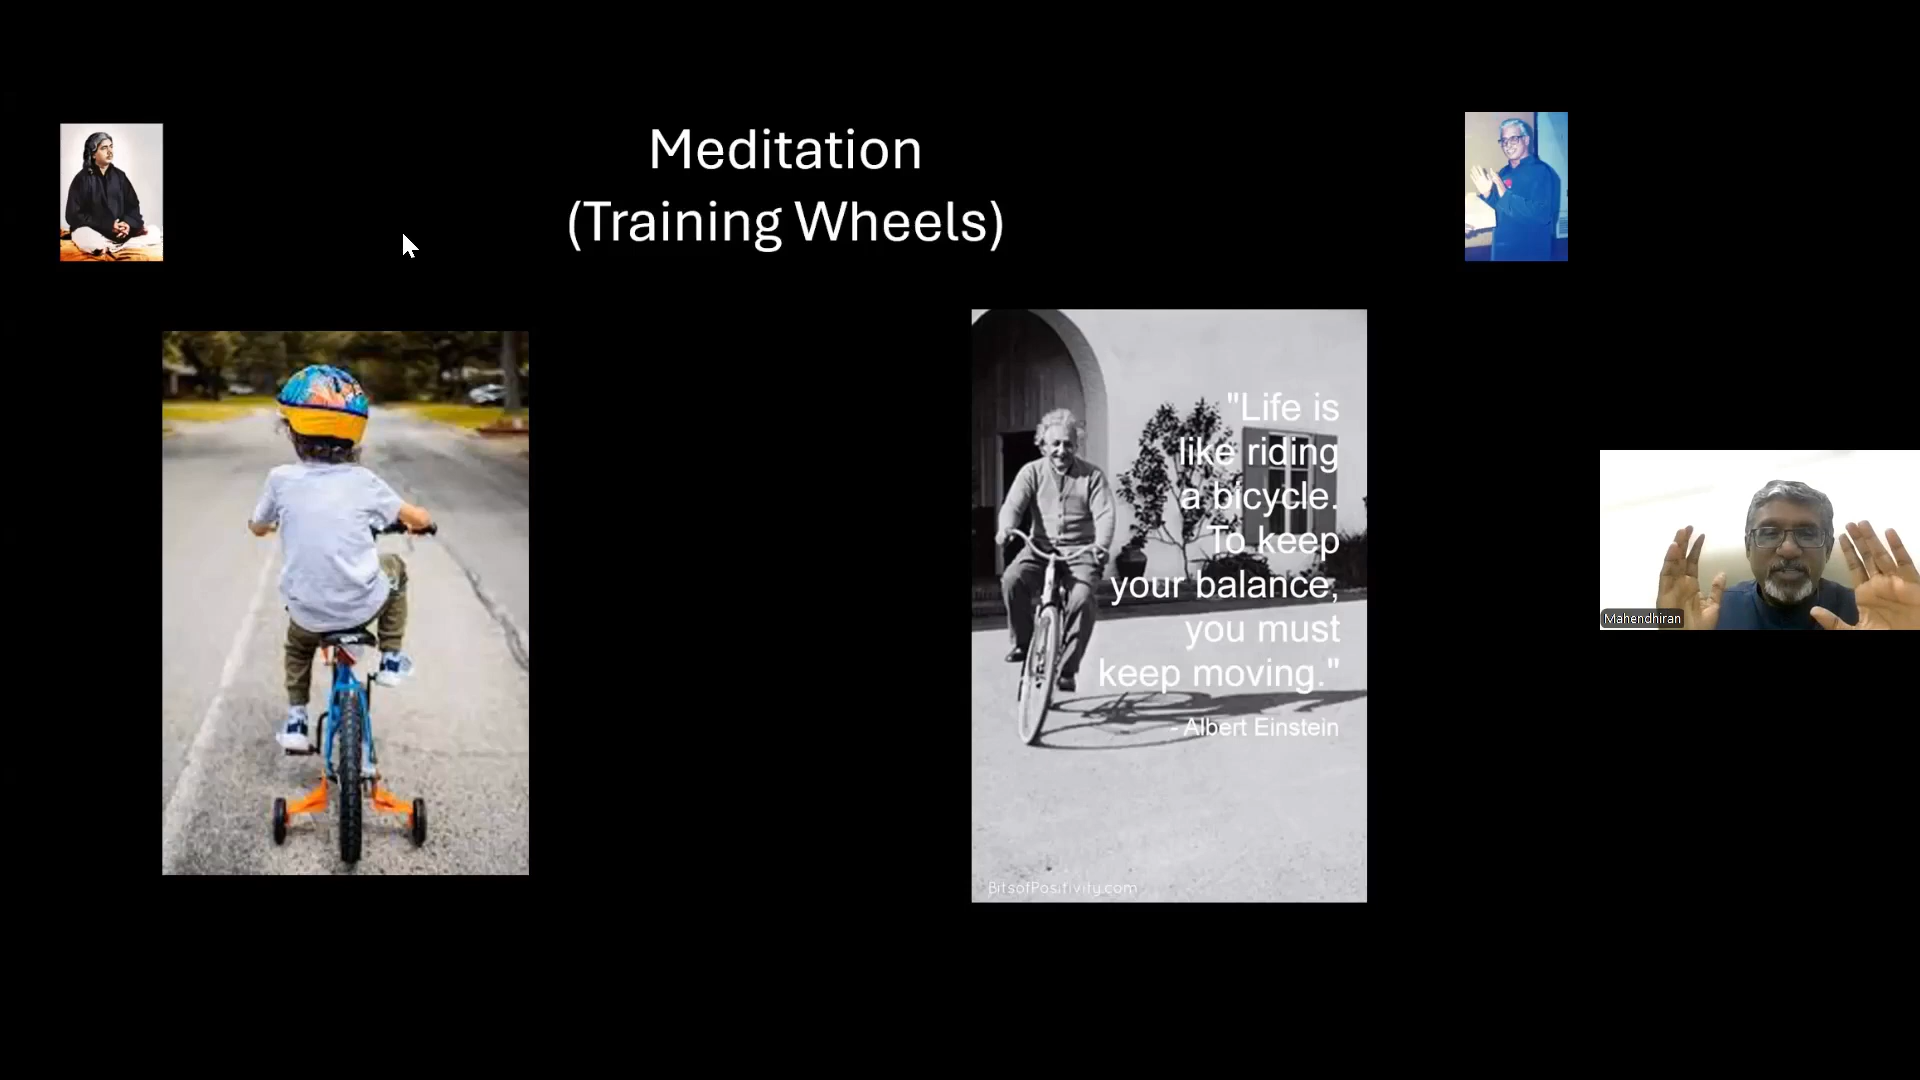 Meditation
(Training Wheels)
"Life is
like riding
a bicycle.
To keep
your balance,
you must
keep moving."
- Albert Einstein
BitsofPositivity.com
Mahendhiran